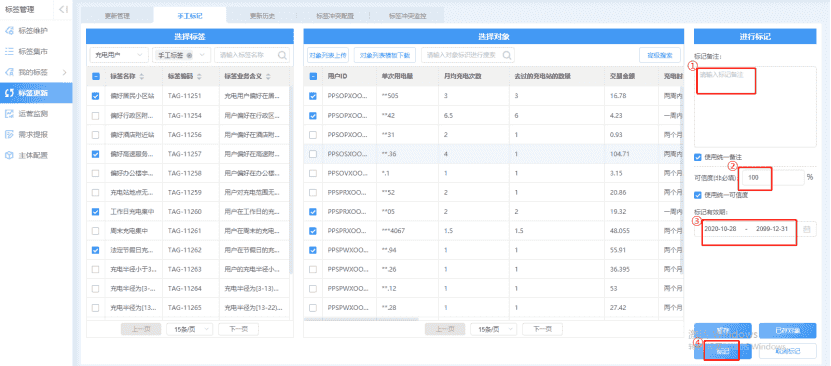 标签管理
标签维护
标签集市
我的标签
标签更新
运营监测
需求提报
主体配置
更新管理 手工标记 更新历史 标签冲突配置 标签冲突监控
选择标签
充电用户 手工标签 请输入标签名称
标签名称 标签编码 标签业务含义
偏好居民小区站 TAG-11251 充电用户偏好在居...
偏好行政区附... TAG-11254 用户偏好在行政区...
偏好酒店附近站 TAG-11256 用户偏好在酒店附...
偏好高速服务... TAG-11257 用户偏好在高速附...
偏好办公楼字... TAG-11258 用户偏好在办公楼...
充电站地点无... TAG-11259 用户对充电范围无...
工作日充电集中 TAG-11260 用户在工作日的充...
周末充电集中 TAG-11261 用户在周末的充电...
法定节假日充... TAG-11262 用户在法定节假日...
充电半径小于3... TAG-11263 用户的充电半径小...
充电半径为[3-... TAG-11264 充电半径为[3-13)...
充电半径为[13... TAG-11265 充电半径为[13-22)...
上一页 15条/页 下一页
选择对象
对象列表上传 对象列表模板下载 请输入对象标识进行搜索 高级搜索
用户ID 单次用电量 月均充电次数 去过的充电站的数量 交易金额 充电时
PPSOPXOO... **505 3 3 16.78 两周内
PPSOPXOO... **42 6.5 6 4.23 一周内
PPSOPXOO... **31 2 1 0.93 两个月
PPSOSXOO... **.36 4 1 104.71 两周内
PPSOVXOO... *.1 1 1 3.15 两个月
PPSPRXOO... **52 2 1 20.86 两个月
PPSPRXOO... **05 2 2 19.32 一周内
PPSPRXOO... ***4067 1.5 1.5 48.055 两个月
PPSPWXOO... **.94 1 1 55.91 两个月
PPSPWXOO... **.26 1 1 36.395 两个月
PPSPWXOO... **.12 1 1 53 两个月
PPSPWXOO... **.28 1 1 27.42 两个月
上一页 15条/页 下一页
进行标记
标记备注:
①
请输入标记备注
使用统一备注
②
可信度(非必填) 100 %
使用统一可信度
标记有效期:
③
2020-10-28 - 2099-12-31
已存对象
④
标记 取消标记